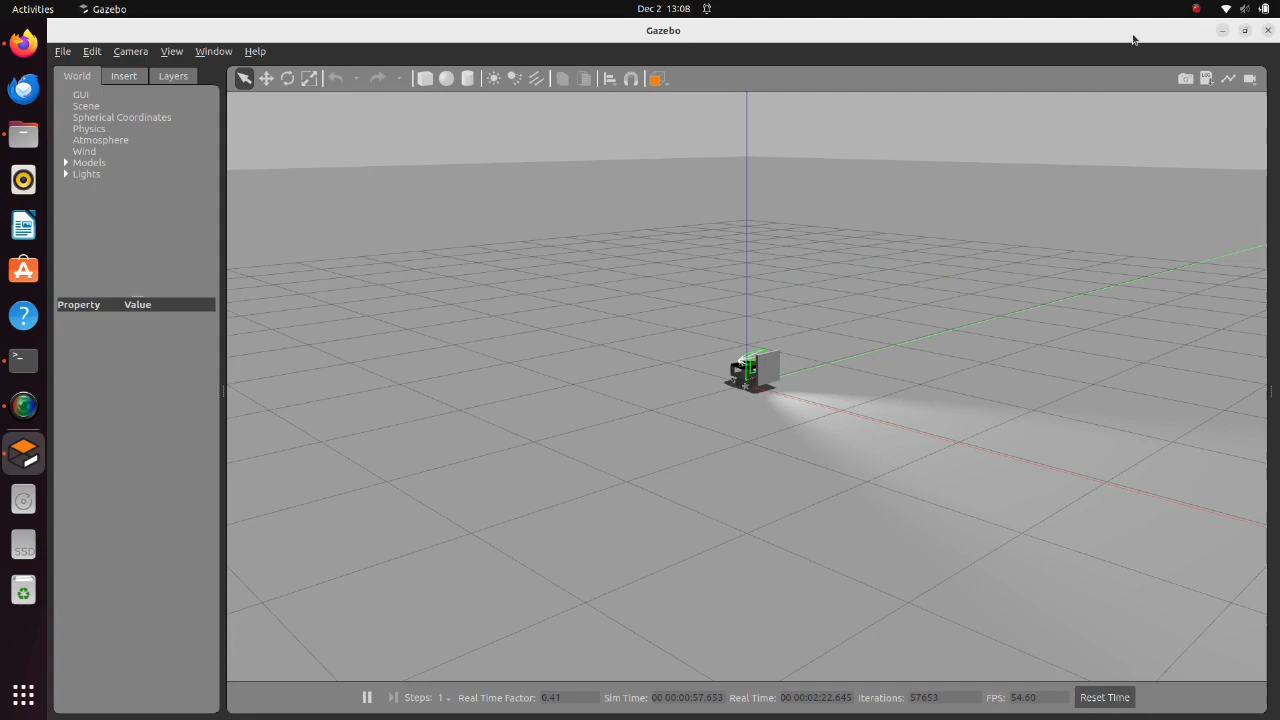 Activities Gazebo Dec 2 13:08
Gazebo
File Edit Camera View Window Help
World Insert Layers
GUI
Scene
Spherical Coordinates
Physics
Atmosphere
Wind
Models
Lights
Property Value
SSD
Steps: 1 Real Time Factor: 0.41 Sim Time: 00 00:00:57.653 Real Time: 00 00:02:22.645 Iterations: 57653 FPS: 54.60 Reset Time